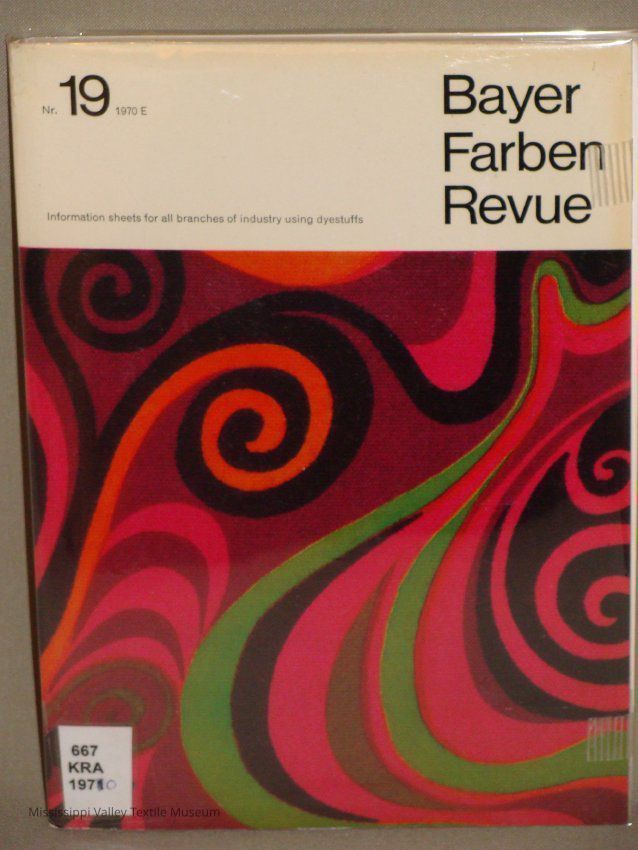 Nr. 19 1970 E
Bayer
Farben
Revue
Information sheets for all branches of industry using dyestuffs
667
KRA
19710
Mississippi Valley Textile Museum